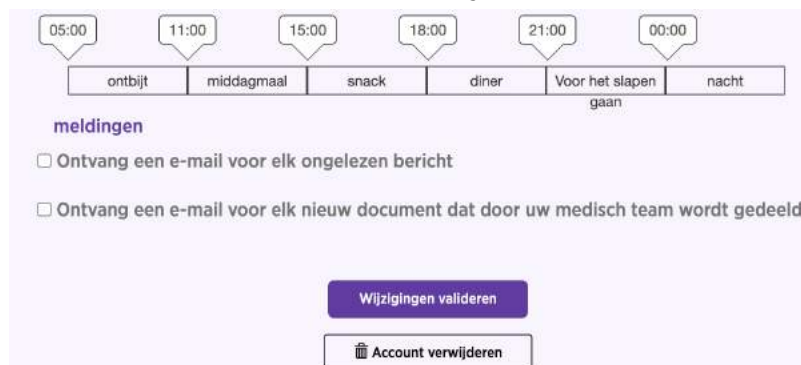 05:00 11:00 15:00 18:00 21:00 00:00
ontbijt middagmaal snack diner Voor het slapen gaan nacht
meldingen
Ontvang een e-mail voor elk ongelezen bericht
Ontvang een e-mail voor elk nieuw document dat door uw medisch team wordt gedeeld
Wijzigingen valideren
Account verwijderen